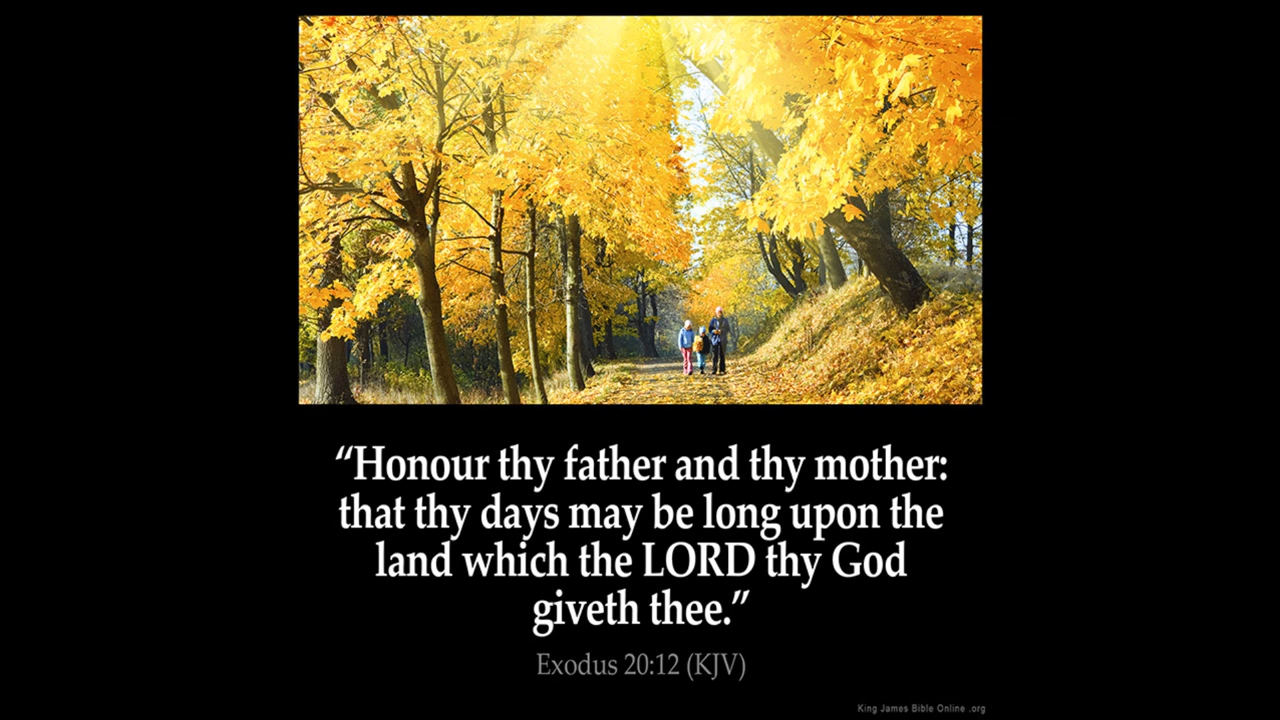 “Honour thy father and thy mother:
that thy days may be long upon the
land which the LORD thy God
giveth thee.”
Exodus 20:12 (KJV)
King James Bible Online .org